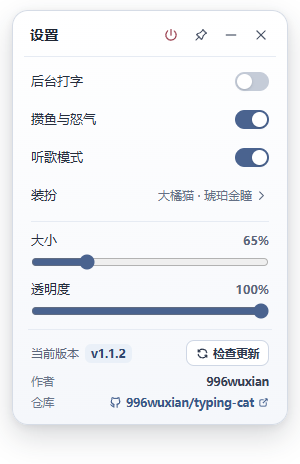 设置
后台打字
攒鱼与怒气
听歌模式
装扮 大橘猫 · 琥珀金瞳
大小 65%
透明度 100%
当前版本 v1.1.2 检查更新
作者 996wuxian
仓库 996wuxian/typing-cat